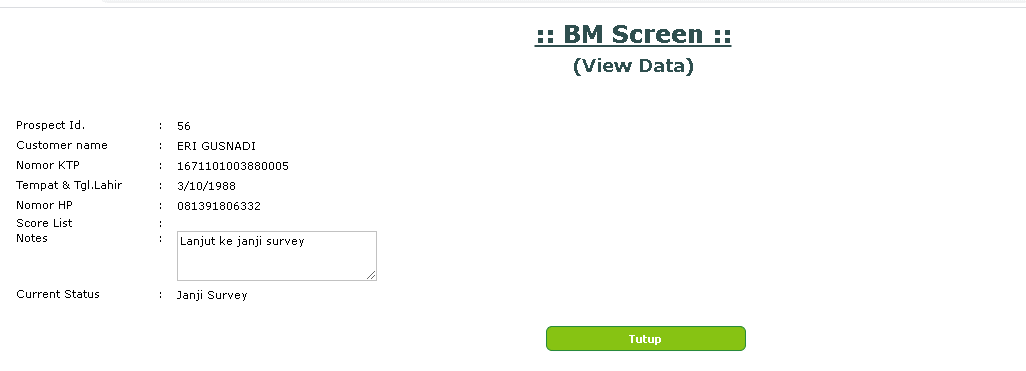 :: BM Screen ::
(View Data)
Prospect Id. : 56
Customer name : ERI GUSNADI
Nomor KTP : 1671101003880005
Tempat & Tgl.Lahir : 3/10/1988
Nomor HP : 081391806332
Score List :
Notes : Lanjut ke janji survey
Current Status : Janji Survey
Tutup